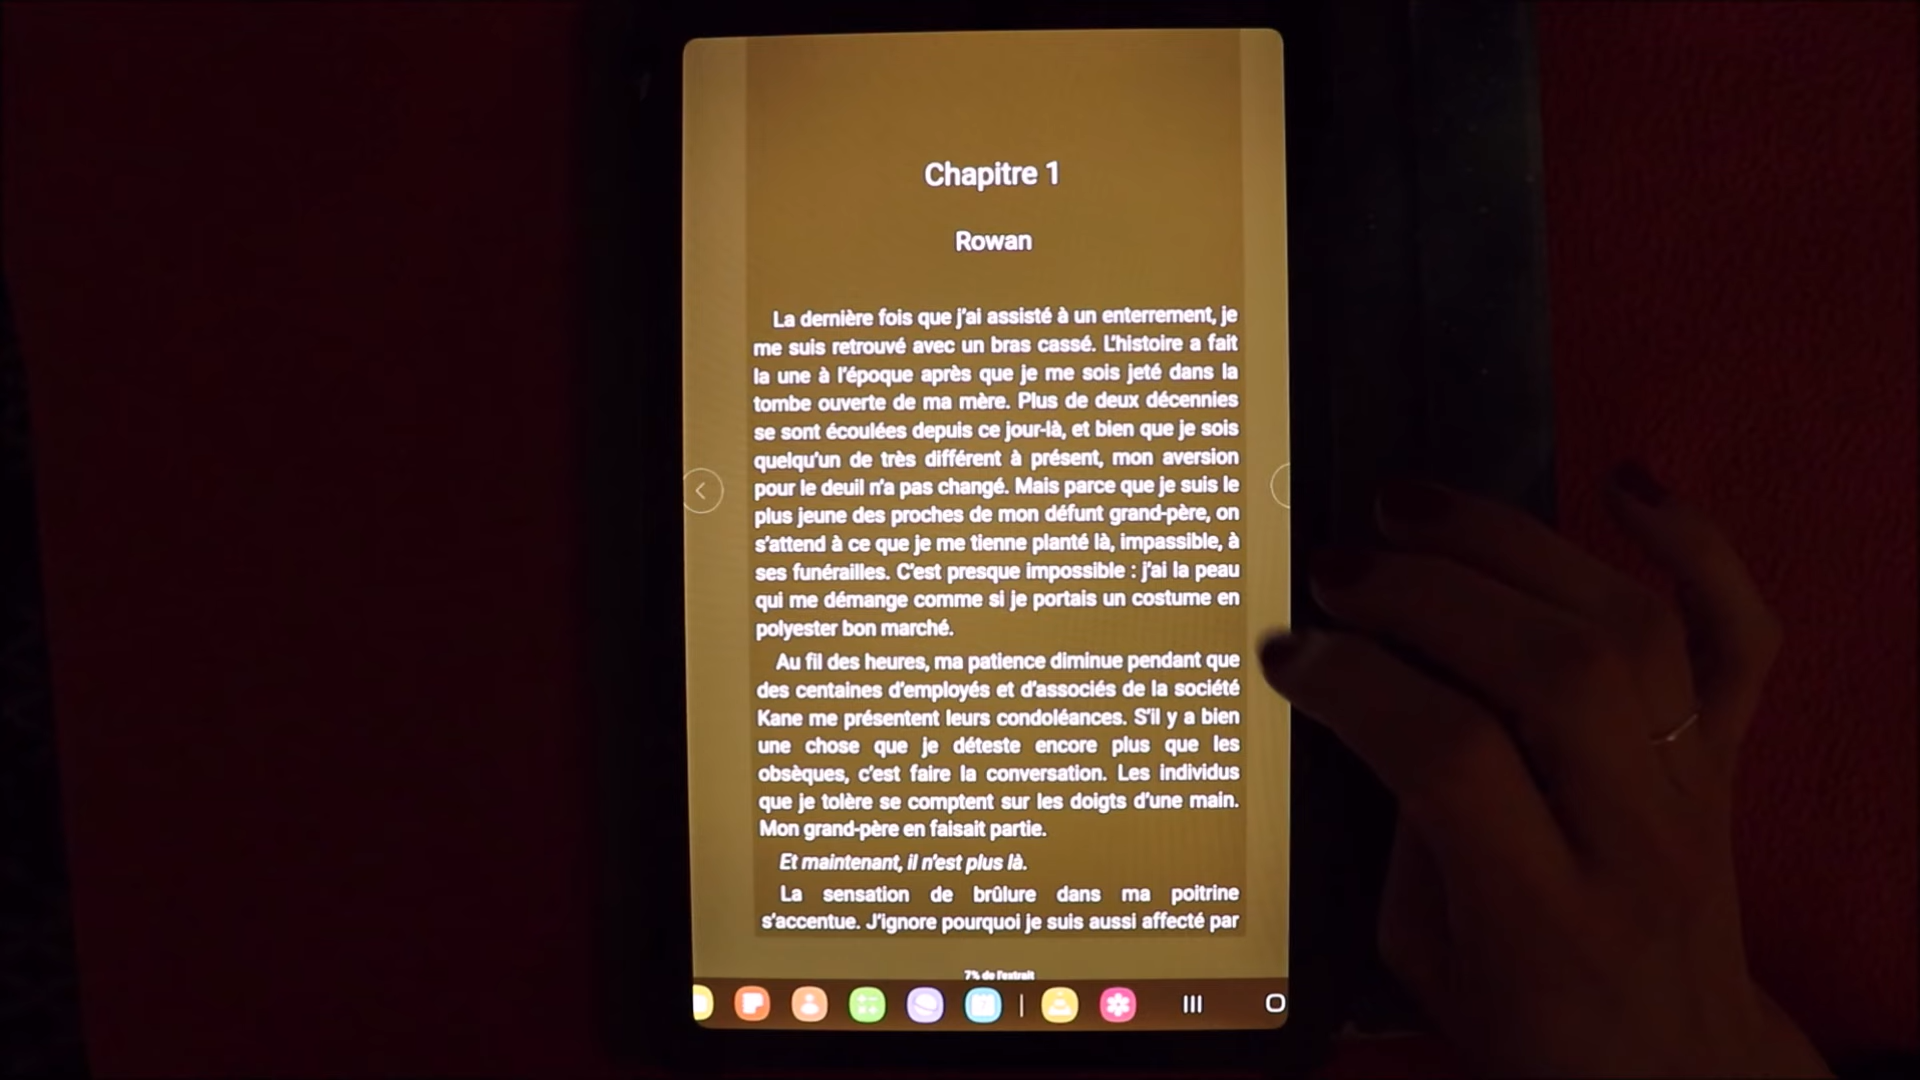 Chapitre 1
Rowan
La dernière fois que j'ai assisté à un enterrement, je
me suis retrouvé avec un bras cassé. L'histoire a fait
la une à l'époque après que je me sois jeté dans la
tombe ouverte de ma mère. Plus de deux décennies
se sont écoulées depuis ce jour-là, et bien que je sois
quelqu'un de très différent à présent, mon aversion
pour le deuil n'a pas changé. Mais parce que je suis le
plus jeune des proches de mon défunt grand-père, on
s'attend à ce que je me tienne planté là, impassible, à
ses funérailles. C'est presque impossible : j'ai la peau
qui me démange comme si je portais un costume en
polyester bon marché.
Au fil des heures, ma patience diminue pendant que
des centaines d'employés et d'associés de la société
Kane me présentent leurs condoléances. S'il y a bien
une chose que je déteste encore plus que les
obsèques, c'est faire la conversation. Les individus
que je tolère se comptent sur les doigts d'une main.
Mon grand-père en faisait partie.
Et maintenant, il n'est plus là.
La sensation de brûlure dans ma poitrine
s'accentue. J'ignore pourquoi je suis aussi affecté par
7% de l'extrait